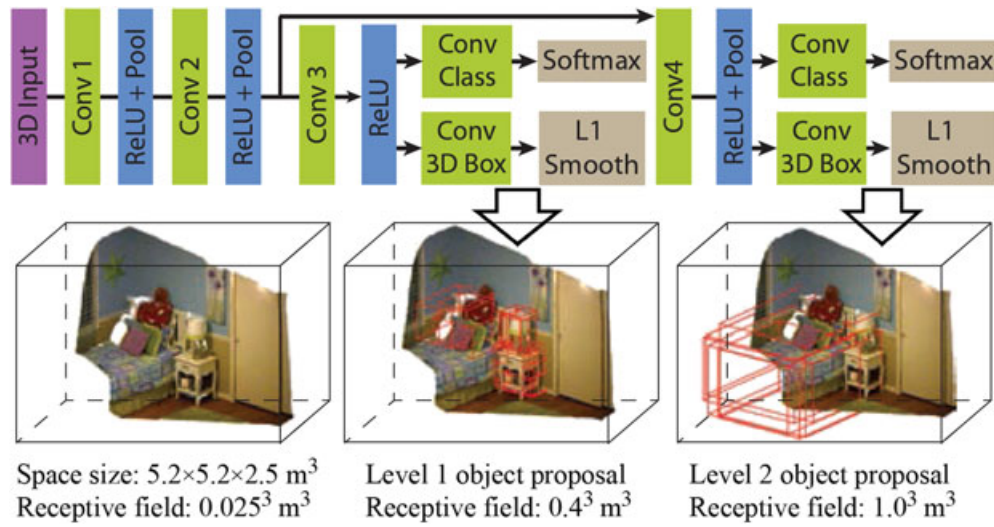 3D Input
Conv 1
ReLU + Pool
Conv 2
ReLU + Pool
Conv 3
ReLU
Conv
Class
Softmax
Conv
3D Box
L1
Smooth
Conv4
ReLU + Pool
Conv
Class
Softmax
Conv
3D Box
L1
Smooth
Space size: 5.2×5.2×2.5 m³
Receptive field: 0.025³ m³
Level 1 object proposal
Receptive field: 0.4³ m³
Level 2 object proposal
Receptive field: 1.0³ m³